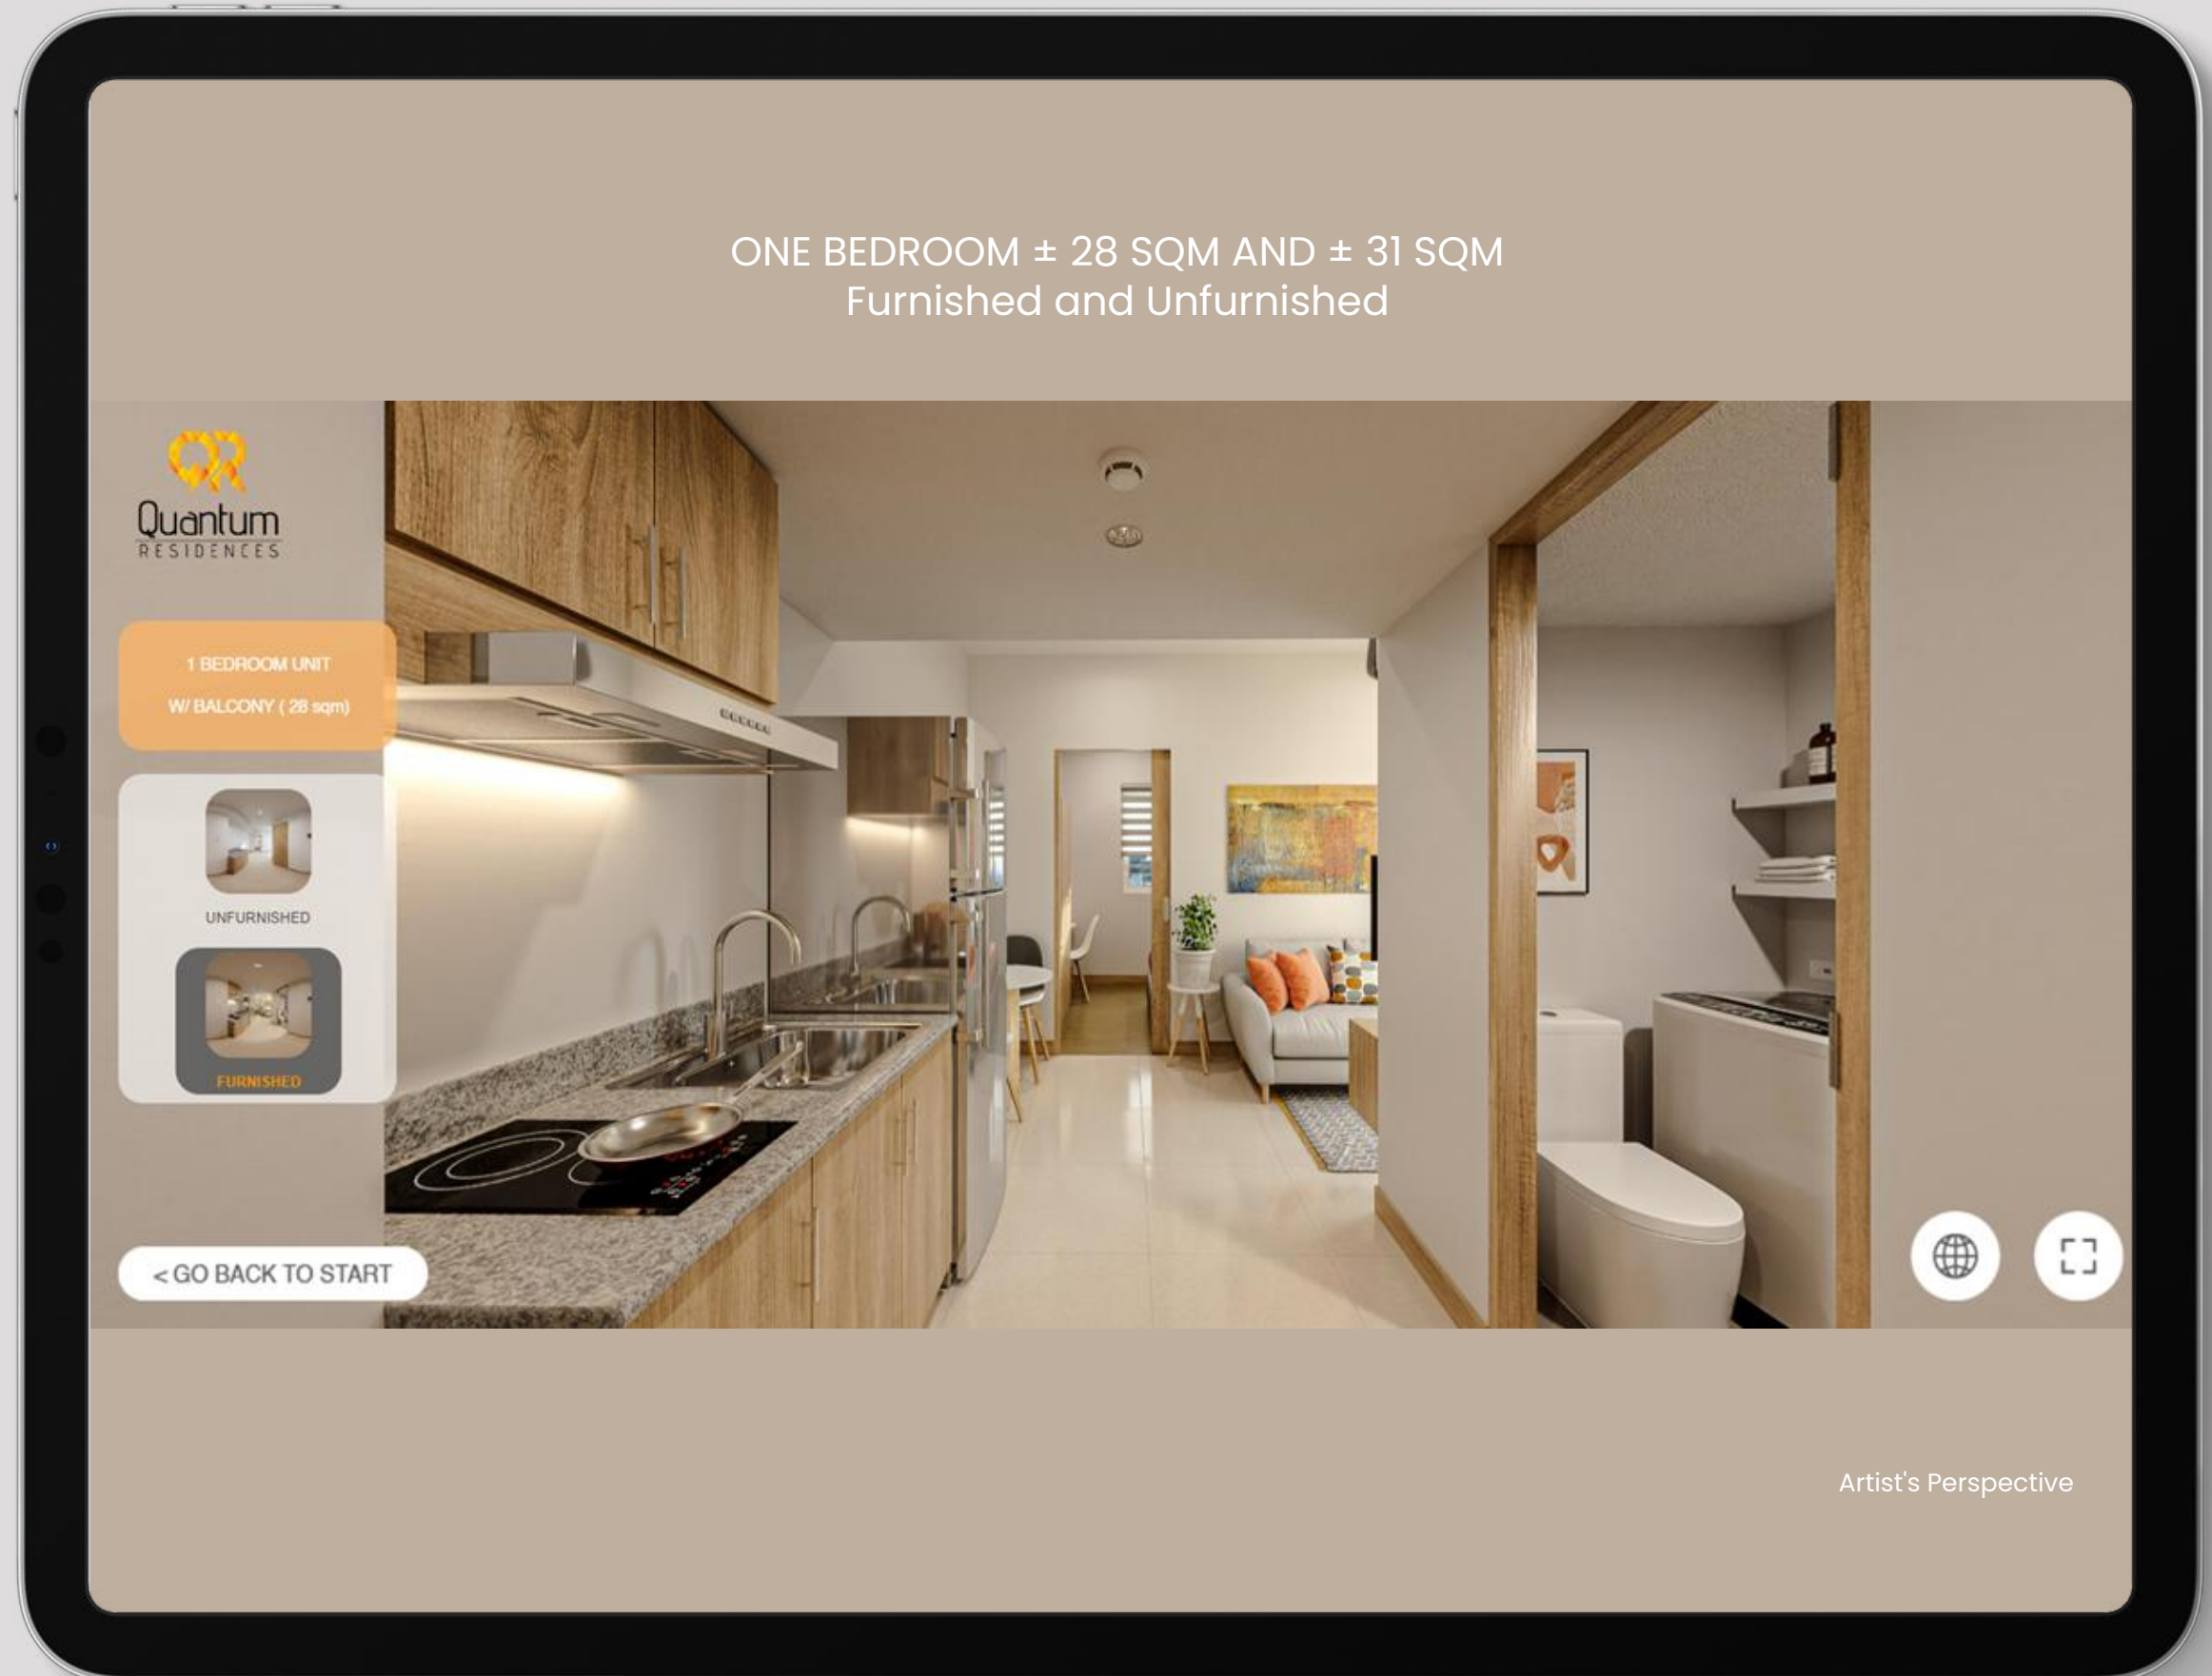 ONE BEDROOM ± 28 SQM AND ± 31 SQM
Furnished and Unfurnished
QR
Quantum
RESIDENCES
1 BEDROOM UNIT
W/ BALCONY ( 28 sqm)
UNFURNISHED
FURNISHED
< GO BACK TO START
Artist's Perspective